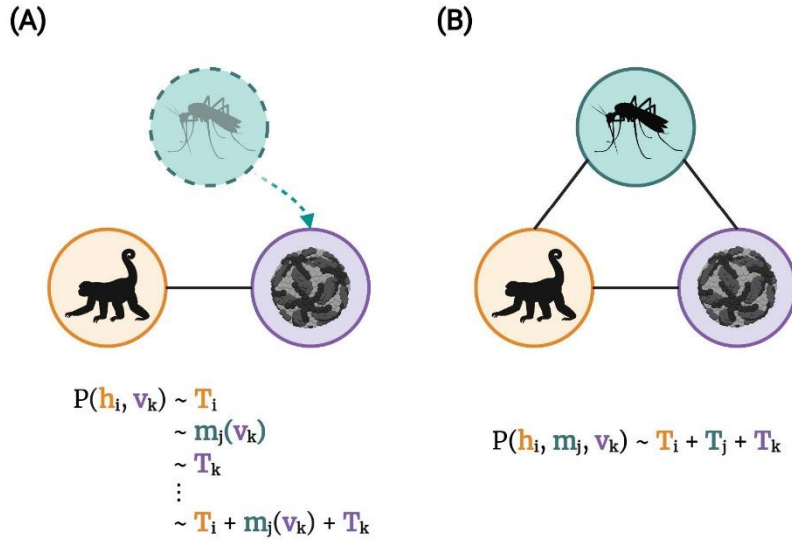 (A)
P(hᵢ, vₖ) ~ Tᵢ
~ mⱼ(vₖ)
~ Tₖ
⋮
~ Tᵢ + mⱼ(vₖ) + Tₖ
(B)
P(hᵢ, mⱼ, vₖ) ~ Tᵢ + Tⱼ + Tₖ